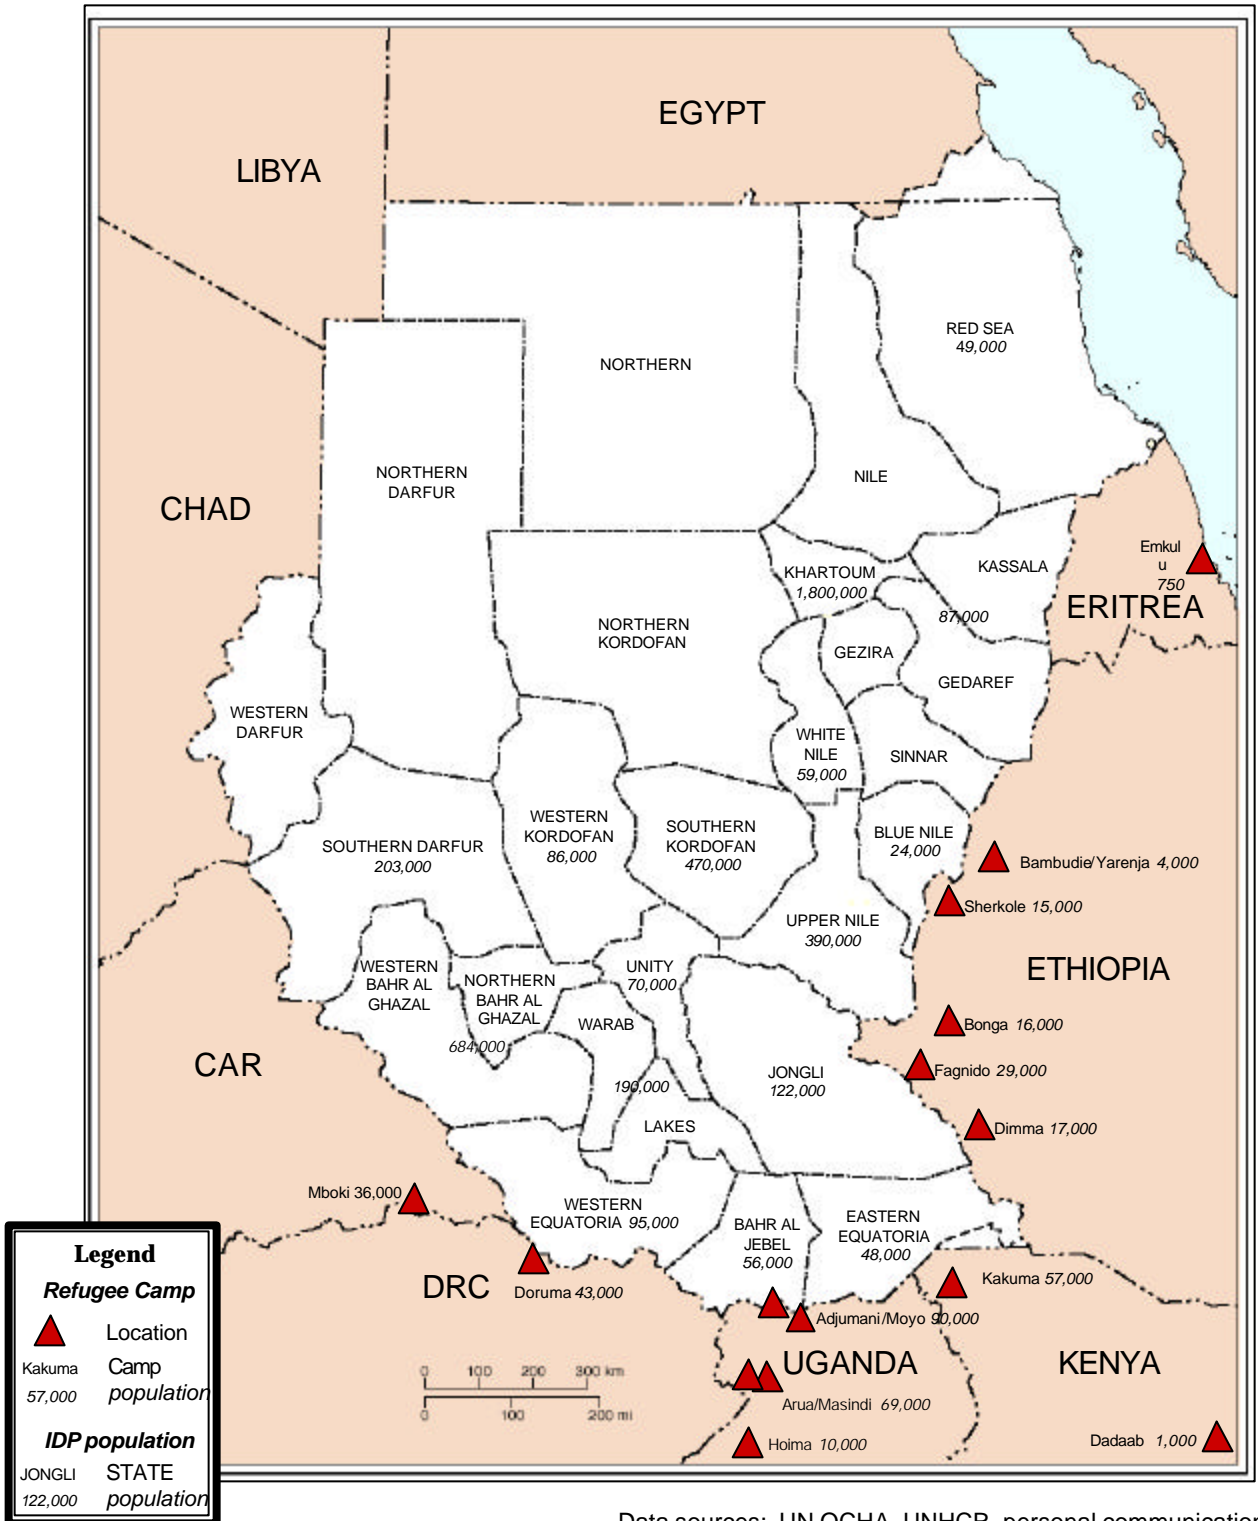 EGYPT
LIBYA
RED SEA
49,000
NORTHERN
NORTHERN
DARFUR
NILE
CHAD
Emkul
u
750
KHARTOUM
1,800,000
KASSALA
ERITREA
87,000
NORTHERN
KORDOFAN
GEZIRA
GEDAREF
WESTERN
DARFUR
WHITE
NILE
59,000
SINNAR
WESTERN
KORDOFAN
86,000
SOUTHERN
KORDOFAN
470,000
BLUE NILE
24,000
SOUTHERN DARFUR
203,000
Bambudie/Yarenja 4,000
Sherkole 15,000
UPPER NILE
390,000
ETHIOPIA
WESTERN
BAHR AL
GHAZAL
NORTHERN
BAHR AL
GHAZAL
684,000
UNITY
70,000
WARAB
Bonga 16,000
CAR
JONGLI
122,000
Fagnido 29,000
190,000
LAKES
Dimma 17,000
Mboki 36,000
WESTERN
EQUATORIA 95,000
BAHR AL
JEBEL
56,000
EASTERN
EQUATORIA
48,000
DRC
Doruma 43,000
Kakuma 57,000
Adjumani/Moyo 90,000
UGANDA
KENYA
Arua/Masindi 69,000
Hoima 10,000
Dadaab 1,000
0 100 200 300 km
0 100 200 mi
Legend
Refugee Camp
Location
Kakuma Camp
57,000 population
IDP population
JONGLI STATE
122,000 population
Data sources: UN OCHA, UNHCR, personal communication